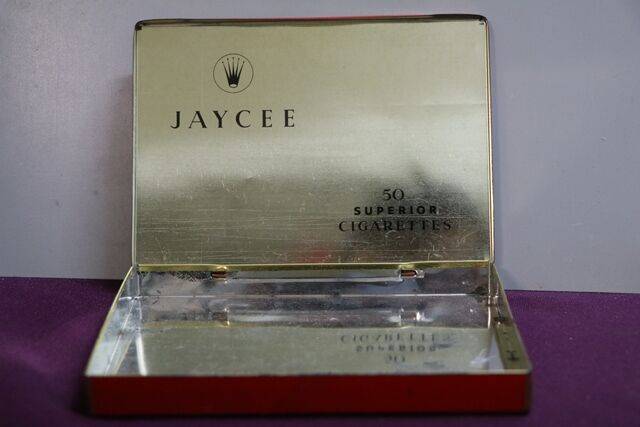 JAYCEE
50
SUPERIOR
CIGARETTES